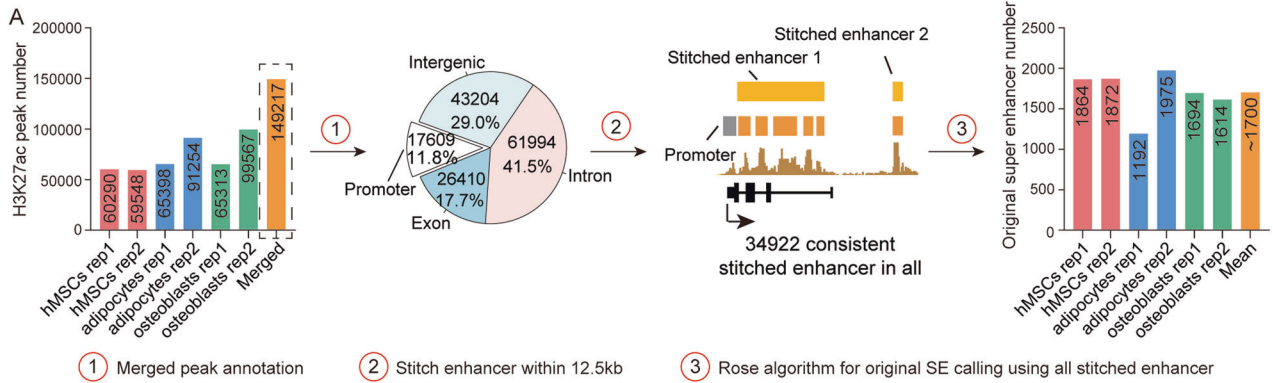 A
H3K27ac peak number
200000
150000
100000
50000
0
60290
59548
65398
91254
65313
99567
149217
hMSCs rep1
hMSCs rep2
adipocytes rep1
adipocytes rep2
osteoblasts rep1
osteoblasts rep2
Merged
1
Intergenic
43204
29.0%
17609
11.8%
Promoter
26410
17.7%
Exon
61994
41.5%
Intron
2
Stitched enhancer 2
Stitched enhancer 1
Promoter
34922 consistent
stitched enhancer in all
3
Original super enhancer number
2500
2000
1500
1000
500
0
1864
1872
1192
1975
1694
1614
~1700
hMSCs rep1
hMSCs rep2
adipocytes rep1
adipocytes rep2
osteoblasts rep1
osteoblasts rep2
Mean
1 Merged peak annotation
2 Stitch enhancer within 12.5kb
3 Rose algorithm for original SE calling using all stitched enhancer